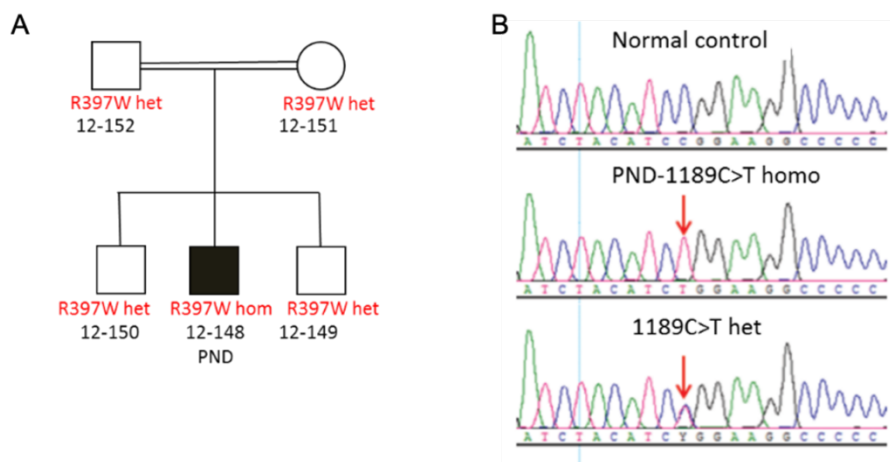 A
R397W het
12-152
R397W het
12-151
R397W het
12-150
R397W hom
12-148
PND
R397W het
12-149
B
Normal control
A T C T A C A T C C G G A A G G C C C C C
PND-1189C>T homo
A T C T A C A T C T G G A A G G C C C C C
1189C>T het
A T C T A C A T C Y G G A A G G C C C C C